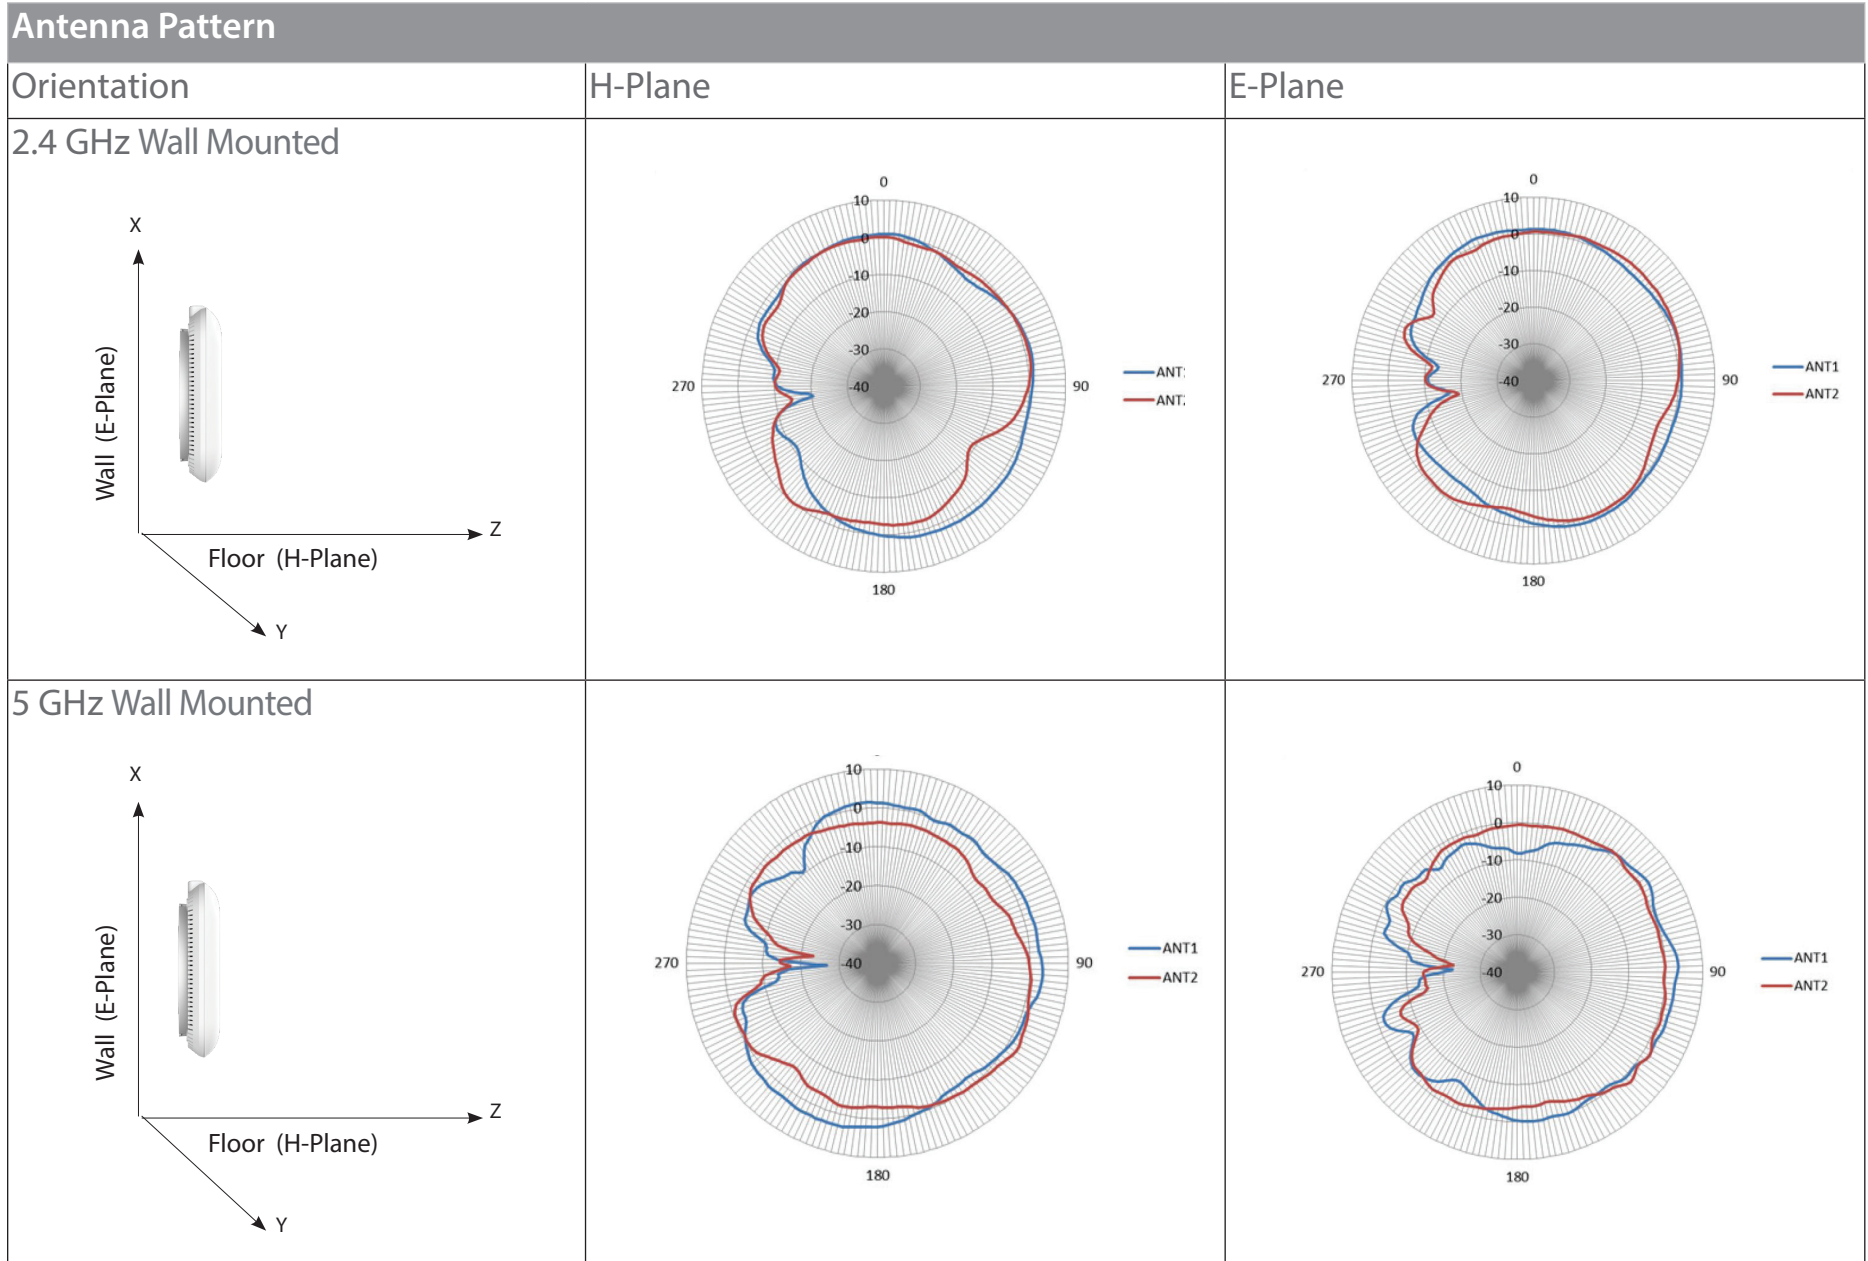 Antenna Pattern
Orientation
H-Plane
E-Plane
2.4 GHz Wall Mounted
X
Wall (E-Plane)
Z
Floor (H-Plane)
Y
0
10
0
-10
-20
-30
-40
270
90
180
ANT
ANT
0
10
0
-10
-20
-30
-40
270
90
180
ANT1
ANT2
5 GHz Wall Mounted
X
Wall (E-Plane)
Z
Floor (H-Plane)
Y
10
0
-10
-20
-30
-40
270
90
180
ANT1
ANT2
0
10
0
-10
-20
-30
-40
270
90
180
ANT1
ANT2